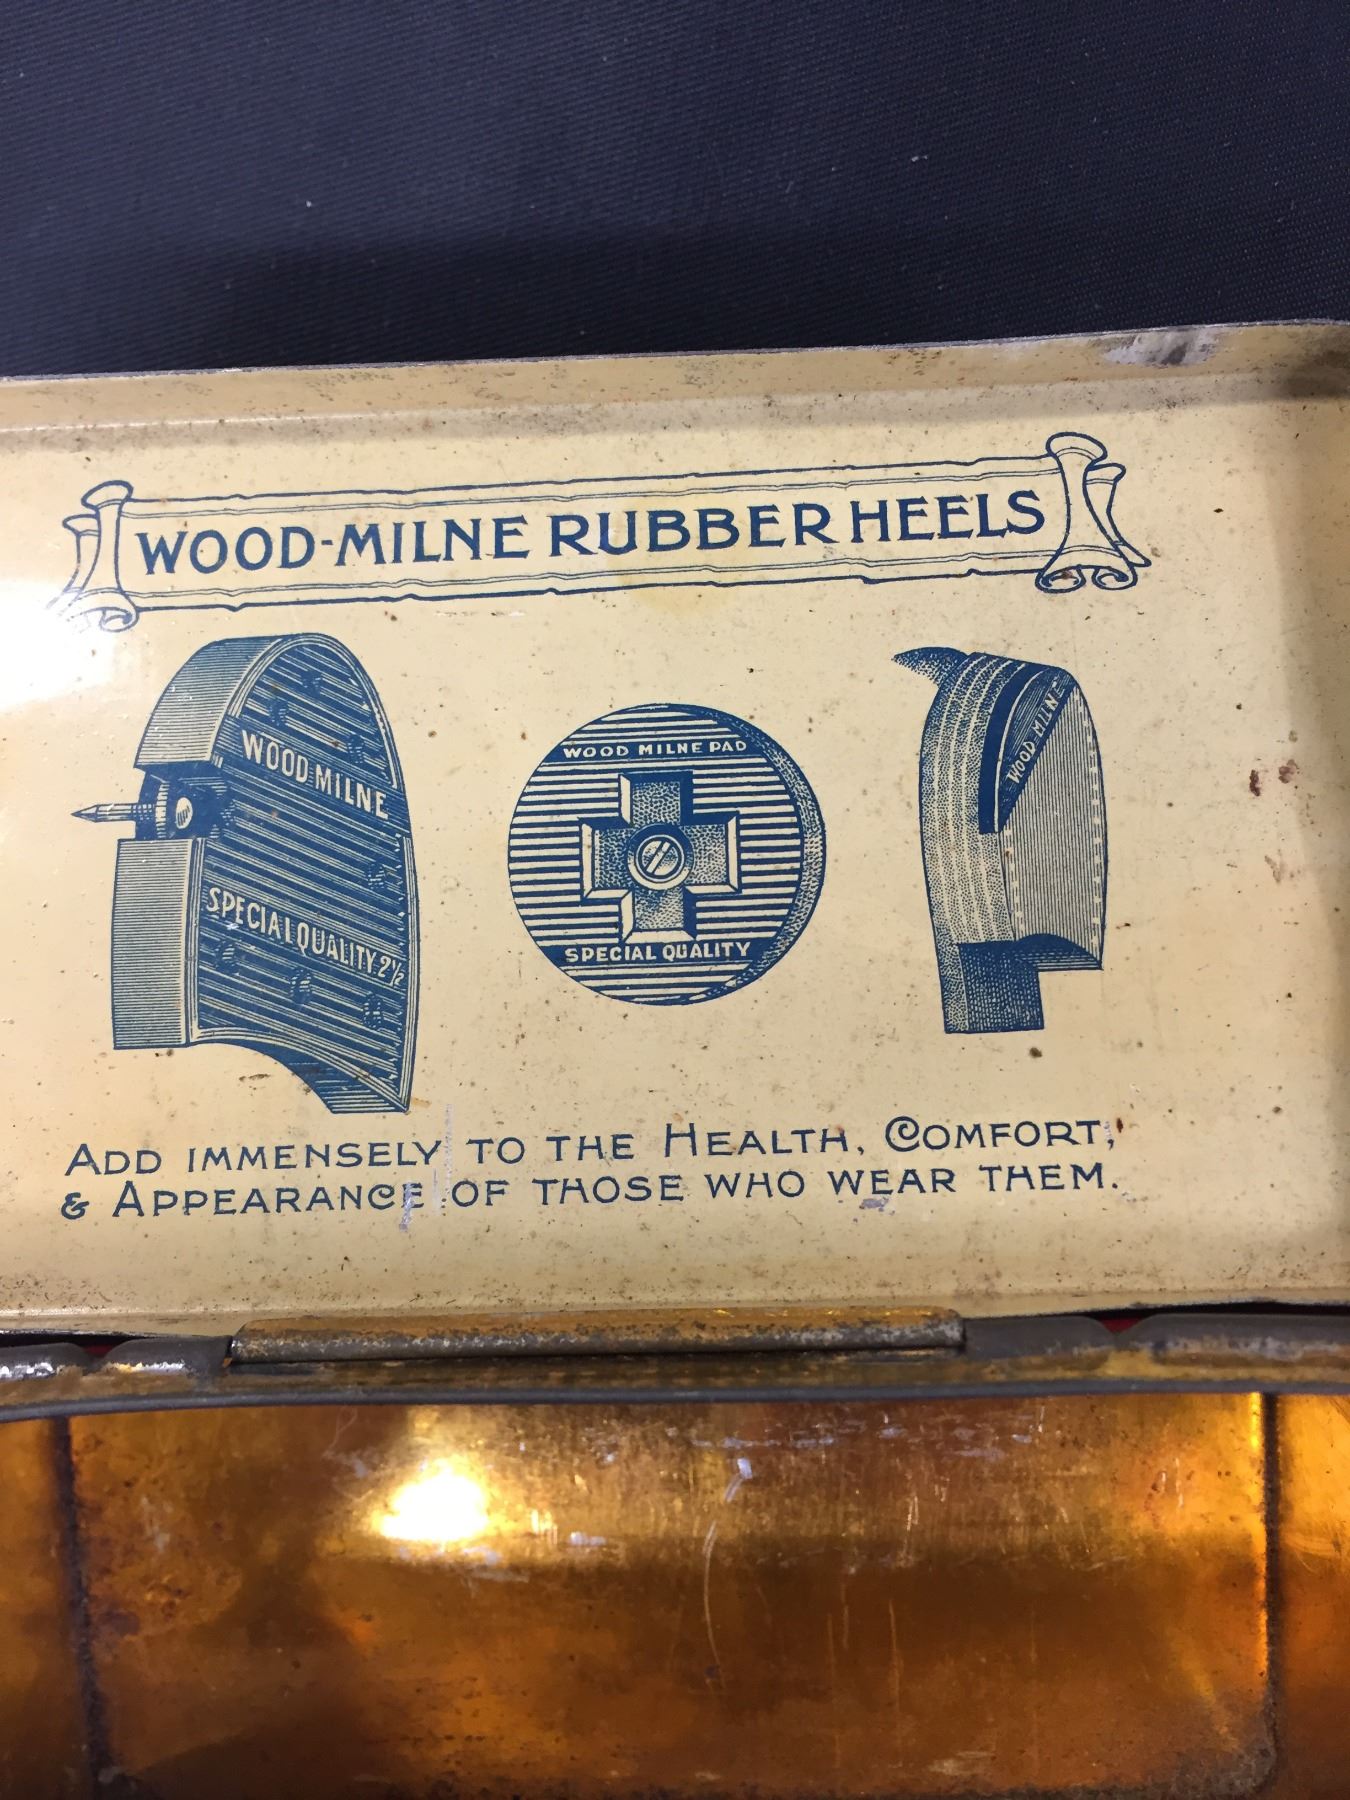 WOOD-MILNE RUBBER HEELS
WOOD MILNE
SPECIAL QUALITY 2½
WOOD MILNE PAD
SPECIAL QUALITY
WOOD MILNE
ADD IMMENSELY TO THE HEALTH, COMFORT,
& APPEARANCE OF THOSE WHO WEAR THEM.